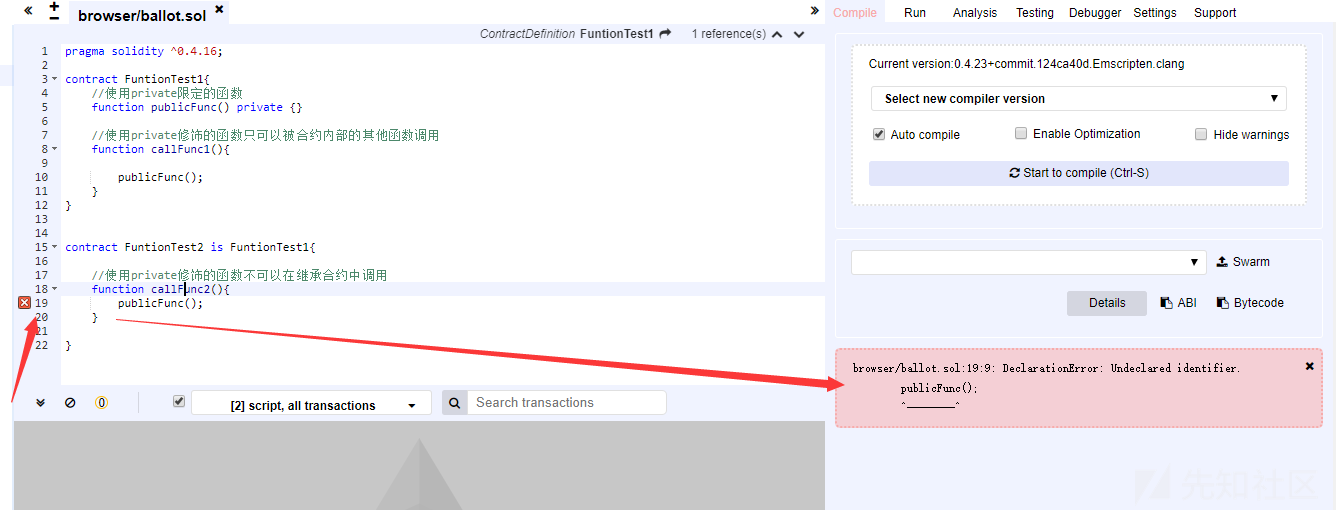 browser/ballot.sol
ContractDefinition FuntionTest1 1 reference(s)
1 pragma solidity ^0.4.16;
2
3 contract FuntionTest1{
4 //使用private限定的函数
5 function publicFunc() private {}
6
7 //使用private修饰的函数只可以被合约内部的其他函数调用
8 function callFunc1(){
9
10 publicFunc();
11 }
12 }
13
14
15 contract FuntionTest2 is FuntionTest1{
16
17 //使用private修饰的函数不可以在继承合约中调用
18 function callFunc2(){
19 publicFunc();
20 }
21
22 }
0
[2] script, all transactions
Search transactions
Compile Run Analysis Testing Debugger Settings Support
Current version:0.4.23+commit.124ca40d.Emscripten.clang
Select new compiler version
Auto compile Enable Optimization Hide warnings
Start to compile (Ctrl-S)
Swarm
Details ABI Bytecode
browser/ballot.sol:19:9: DeclarationError: Undeclared identifier.
publicFunc();
^________^
先知社区